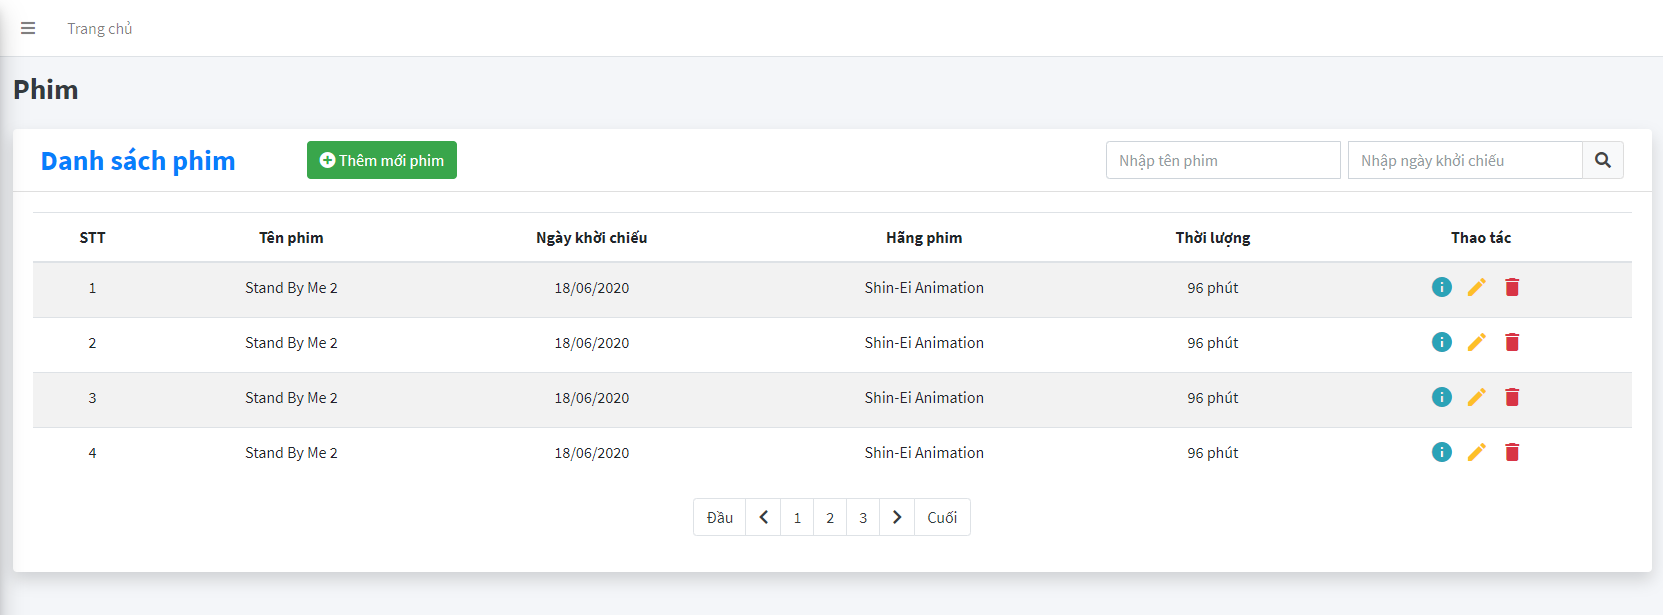 Trang chủ
Phim
Danh sách phim Thêm mới phim Nhập tên phim Nhập ngày khởi chiếu
STT Tên phim Ngày khởi chiếu Hãng phim Thời lượng Thao tác
1 Stand By Me 2 18/06/2020 Shin-Ei Animation 96 phút
2 Stand By Me 2 18/06/2020 Shin-Ei Animation 96 phút
3 Stand By Me 2 18/06/2020 Shin-Ei Animation 96 phút
4 Stand By Me 2 18/06/2020 Shin-Ei Animation 96 phút
Đầu 1 2 3 Cuối